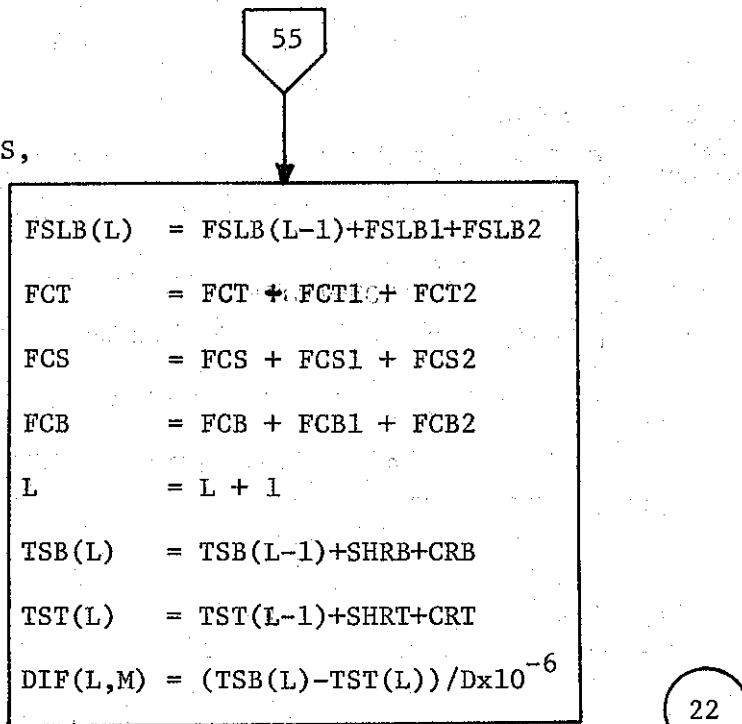 55
S,
FSLB(L) = FSLB(L-1)+FSLB1+FSLB2
FCT = FCT + FCT1 + FCT2
FCS = FCS + FCS1 + FCS2
FCB = FCB + FCB1 + FCB2
L = L + 1
TSB(L) = TSB(L-1)+SHRB+CRB
TST(L) = TST(L-1)+SHRT+CRT
DIF(L,M) = (TSB(L)-TST(L))/Dx10⁻⁶
22